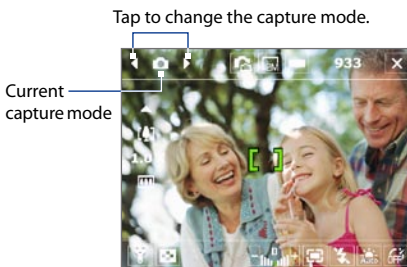 Tap to change the capture mode.
933
Current
capture mode
1.0